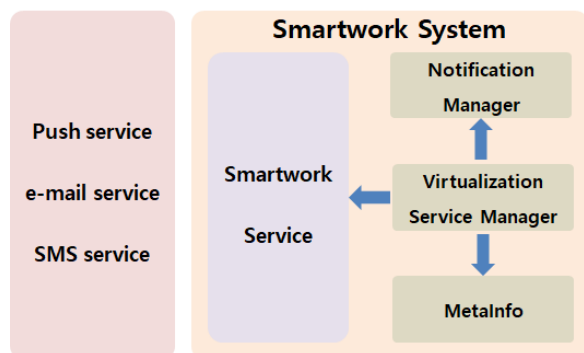 Push service
e-mail service
SMS service
Smartwork System
Smartwork
Service
Notification
Manager
Virtualization
Service Manager
MetaInfo